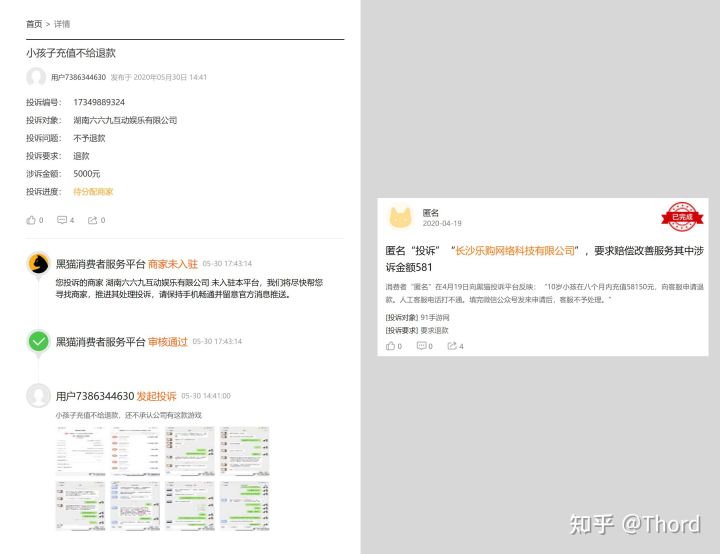 首页 > 详情
小孩子充值不给退款
用户7386344630 发布于 2020年05月30日 14:41
投诉编号： 17349889324
投诉对象： 湖南六六九互动娱乐有限公司
投诉问题： 不予退款
投诉要求： 退款
涉诉金额： 5000元
投诉进度： 待分配商家
0 4 0
黑猫消费者服务平台 商家未入驻 05-30 17:43:14
您投诉的商家 湖南六六九互动娱乐有限公司 未入驻本平台，我们将尽快帮您
寻找商家，推进其处理投诉，请保持手机畅通并留意官方消息推送。
黑猫消费者服务平台 审核通过 05-30 17:43:14
用户7386344630 发起投诉 05-30 14:41:00
小孩子充值不给退款，还不承认公司有这款游戏
匿名
2020-04-19
已完成
匿名“投诉” “长沙乐购网络科技有限公司”，要求赔偿改善服务其中涉
诉金额581
消费者“匿名”在4月19日向黑猫投诉平台反映： “10岁小孩在八个月内充值58150元，向客服申请退
款。人工客服电话打不通。填完微信公众号发来申请后，客服不予处理。”
[投诉对象] 91手游网
[投诉要求] 要求退款
0 0 4
知乎 @Thord